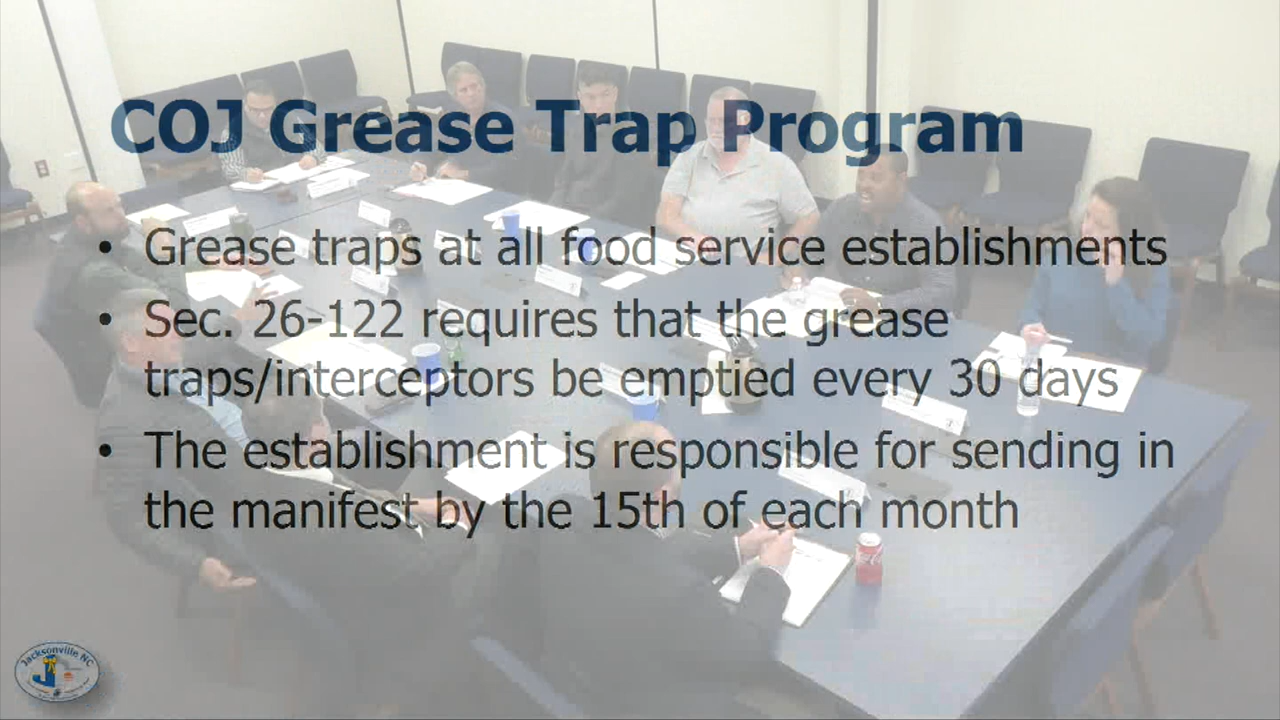 COJ Grease Trap Program
• Grease traps at all food service establishments
• Sec. 26-122 requires that the grease
traps/interceptors be emptied every 30 days
• The establishment is responsible for sending in
the manifest by the 15th of each month
Jacksonville NC